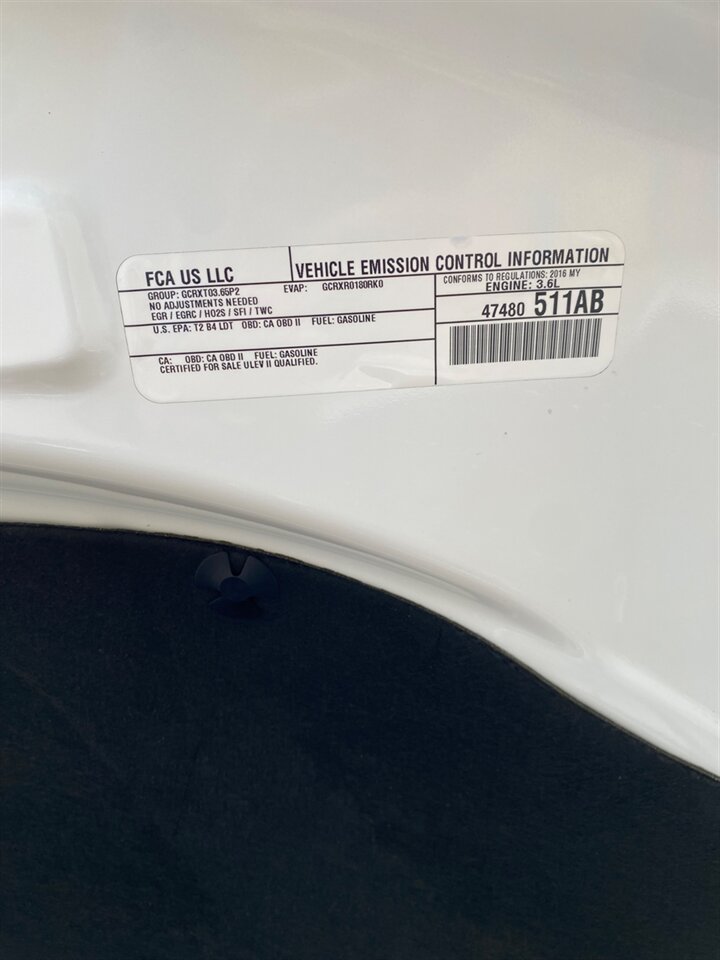 FCA US LLC
VEHICLE EMISSION CONTROL INFORMATION
GROUP: GCRXT03.65P2 EVAP: GCRXR0180RK0
NO ADJUSTMENTS NEEDED
EGR / EGRC / HO2S / SFI / TWC
CONFORMS TO REGULATIONS: 2016 MY
ENGINE: 3.6L
U.S. EPA: T2 B4 LDT OBD: CA OBD II FUEL: GASOLINE
47480 511AB
CA: OBD: CA OBD II FUEL: GASOLINE
CERTIFIED FOR SALE ULEV II QUALIFIED.